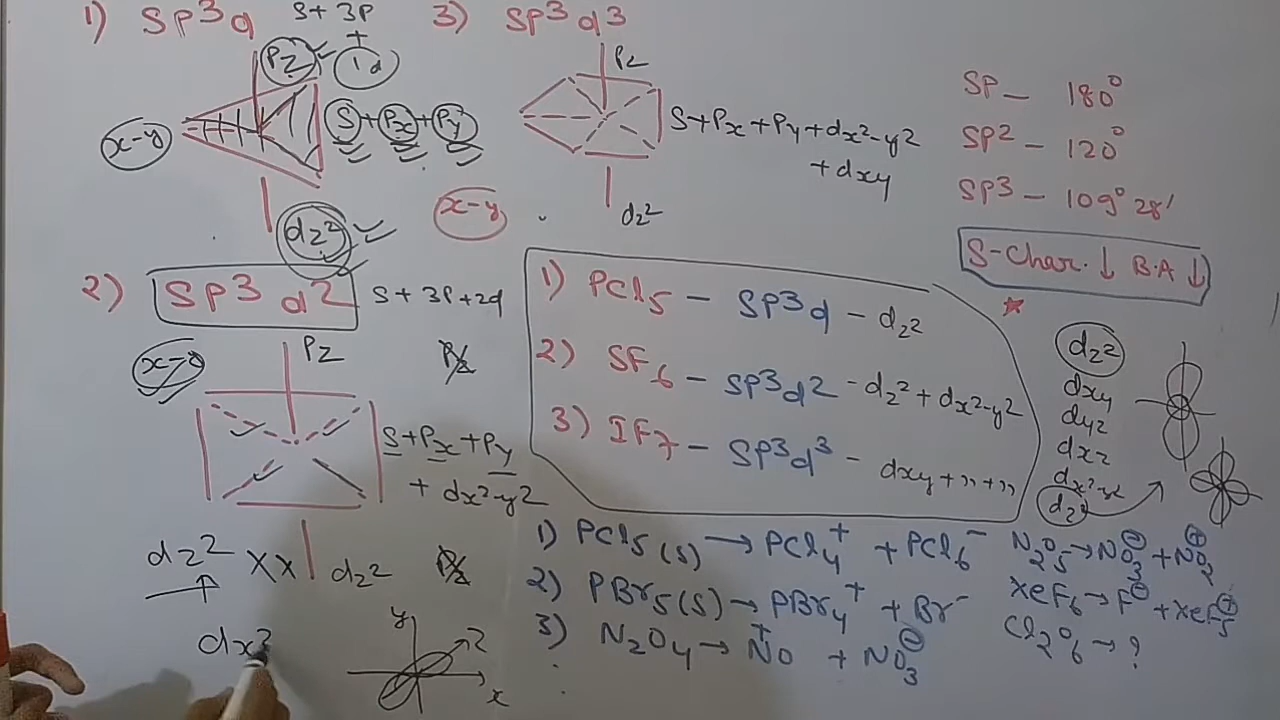 1) SP³d S + 3P + 1d
Pz
x-y S + Px + Py
dz²
3) SP³d³
Pz
S+Px+Py+dx²-y² + dxy
x-y
dz²
SP — 180°
SP² — 120°
SP³ — 109° 28'
S-Char. ↓ B.A ↓
2) SP³d² S + 3P+2d
x-y Pz
S+Px+Py
+ dx²-y²
dz² xx dz²
dx²
y z x
1) PCl5 — SP³d — dz²
2) SF6 — SP³d² - dz² + dx²-y²
3) IF7 — SP³d³ — dxy + ,, + ,,
dz²
dxy
dyz
dxz
dx²-y²
dz²
1) PCl5 (s) → PCl4⁺ + PCl6⁻
2) PBr5 (s) → PBr4⁺ + Br⁻
3) N2O4 → NO⁺ + NO3⊖
N2O5 → NO3⊖ + NO2⊕
XeF6 → F⊖ + XeF5⊕
Cl2O6 → ?